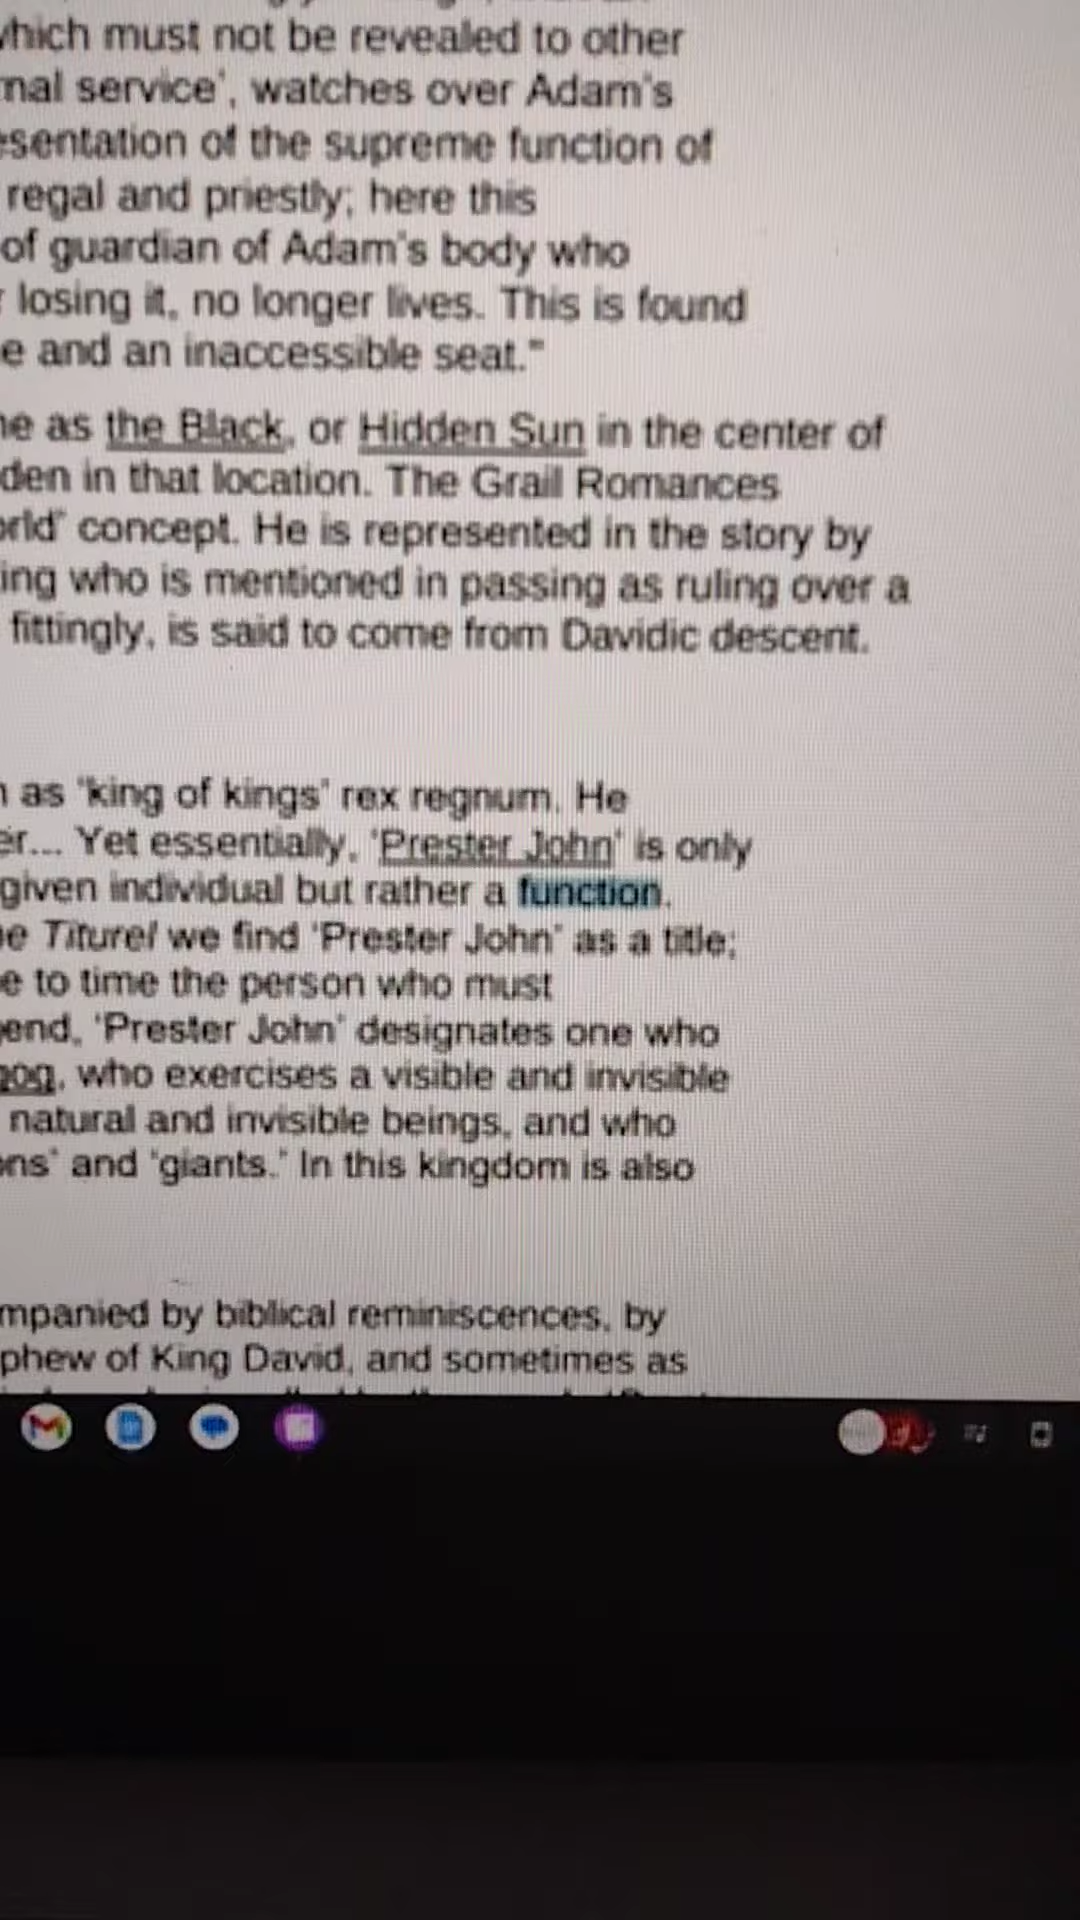 which must not be revealed to other
nal service', watches over Adam's
esentation of the supreme function of
regal and priestly; here this
of guardian of Adam's body who
losing it, no longer lives. This is found
e and an inaccessible seat."
ne as the Black, or Hidden Sun in the center of
den in that location. The Grail Romances
orld" concept. He is represented in the story by
ing who is mentioned in passing as ruling over a
fittingly, is said to come from Davidic descent.
as "king of kings' rex regnum. He
er... Yet essentially, 'Prester John' is only
given individual but rather a function.
e Titurel we find 'Prester John' as a title;
e to time the person who must
end, 'Prester John' designates one who
gog, who exercises a visible and invisible
natural and invisible beings, and who
ons' and 'giants.' In this kingdom is also
mpanied by biblical reminiscences, by
phew of King David, and sometimes as